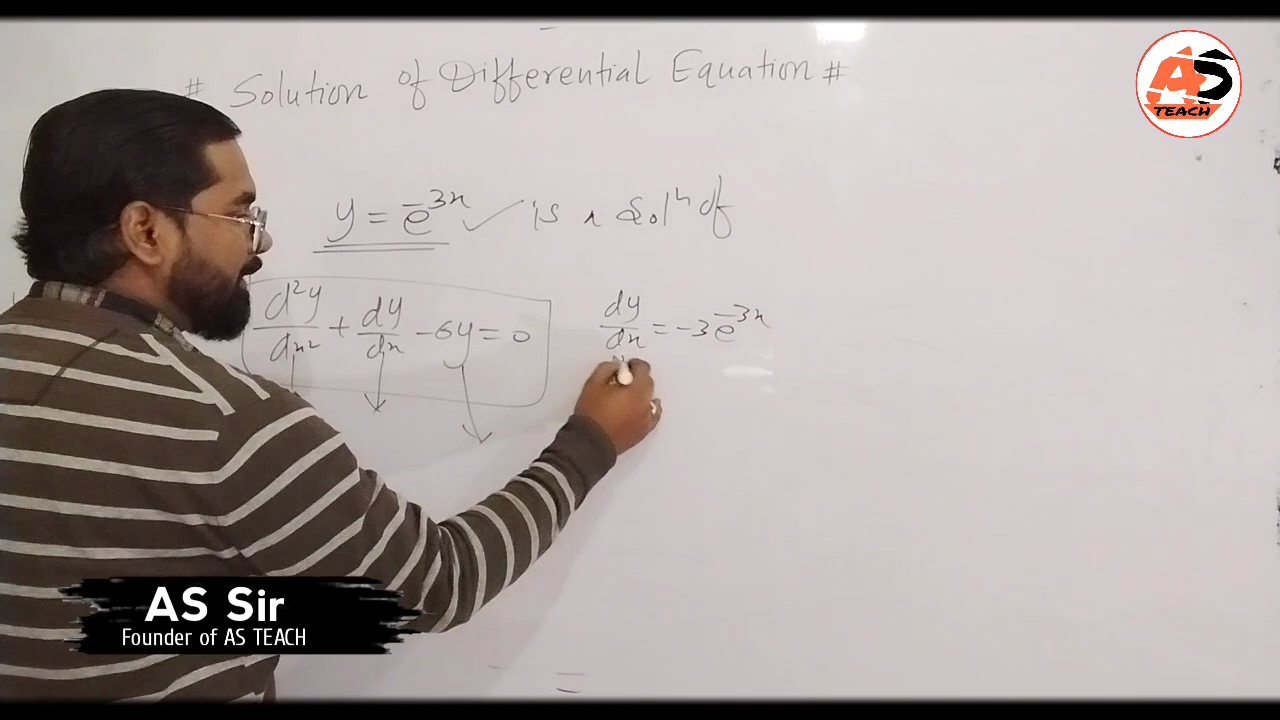 # Solution of Differential Equation #
AS
TEACH
y = e^-3x ✓ is a Solⁿ of
d²y/dx² + dy/dx - 6y = 0
dy/dx = -3e^-3x
AS Sir
Founder of AS TEACH
=